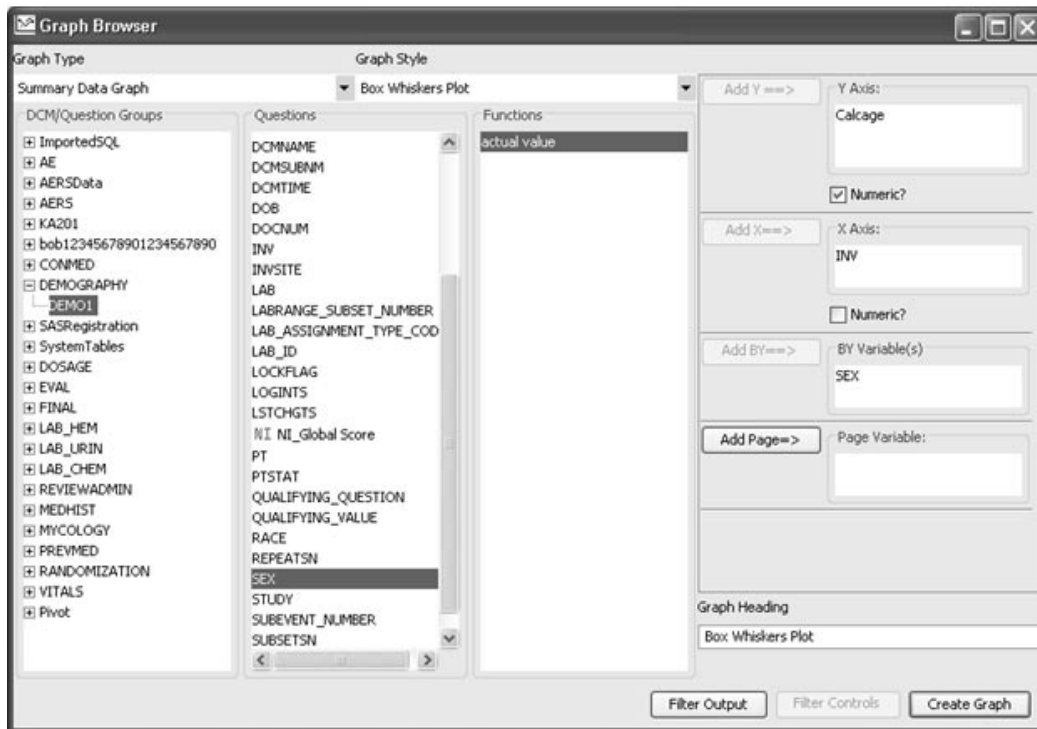 Graph Browser
Graph Type
Graph Style
Summary Data Graph
Box Whiskers Plot
DCM/Question Groups
ImportedSQL
AE
AERSData
AERS
KA201
bob12345678901234567890
CONMED
DEMOGRAPHY
DEMO1
SASRegistration
SystemTables
DOSAGE
EVAL
FINAL
LAB_HEM
LAB_URIN
LAB_CHEM
REVIEWADMIN
MEDHIST
MYCOLOGY
PREVMED
RANDOMIZATION
VITALS
Pivot
Questions
DCMNAME
DCMSUBNM
DCMTIME
DOB
DOCNUM
INV
INVSITE
LAB
LABRANGE_SUBSET_NUMBER
LAB_ASSIGNMENT_TYPE_COD
LAB_ID
LOCKFLAG
LOGINTS
LSTCHGTS
NI NI_Global Score
PT
PTSTAT
QUALIFYING_QUESTION
QUALIFYING_VALUE
RACE
REPEATSN
SEX
STUDY
SUBEVENT_NUMBER
SUBSETSN
Functions
actual value
Add Y ==>
Y Axis:
Calcage
Numeric?
Add X==>
X Axis:
INV
Numeric?
Add BY==>
BY Variable(s)
SEX
Add Page=>
Page Variable:
Graph Heading
Box Whiskers Plot
Filter Output
Filter Controls
Create Graph